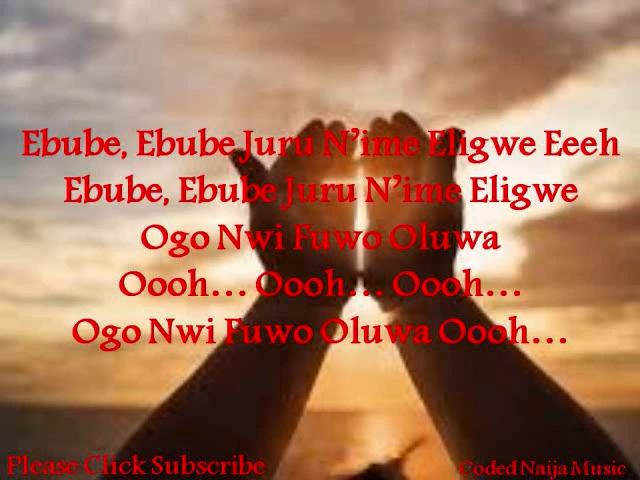 Ebube, Ebube Juru N'ime Eligwe Eeeh
Ebube, Ebube Juru N'ime Eligwe
Ogo Nwi Fuwo Oluwa
Oooh... Oooh... Oooh...
Ogo Nwi Fuwo Oluwa Oooh...
Please Click Subscribe
Coded Naija Music